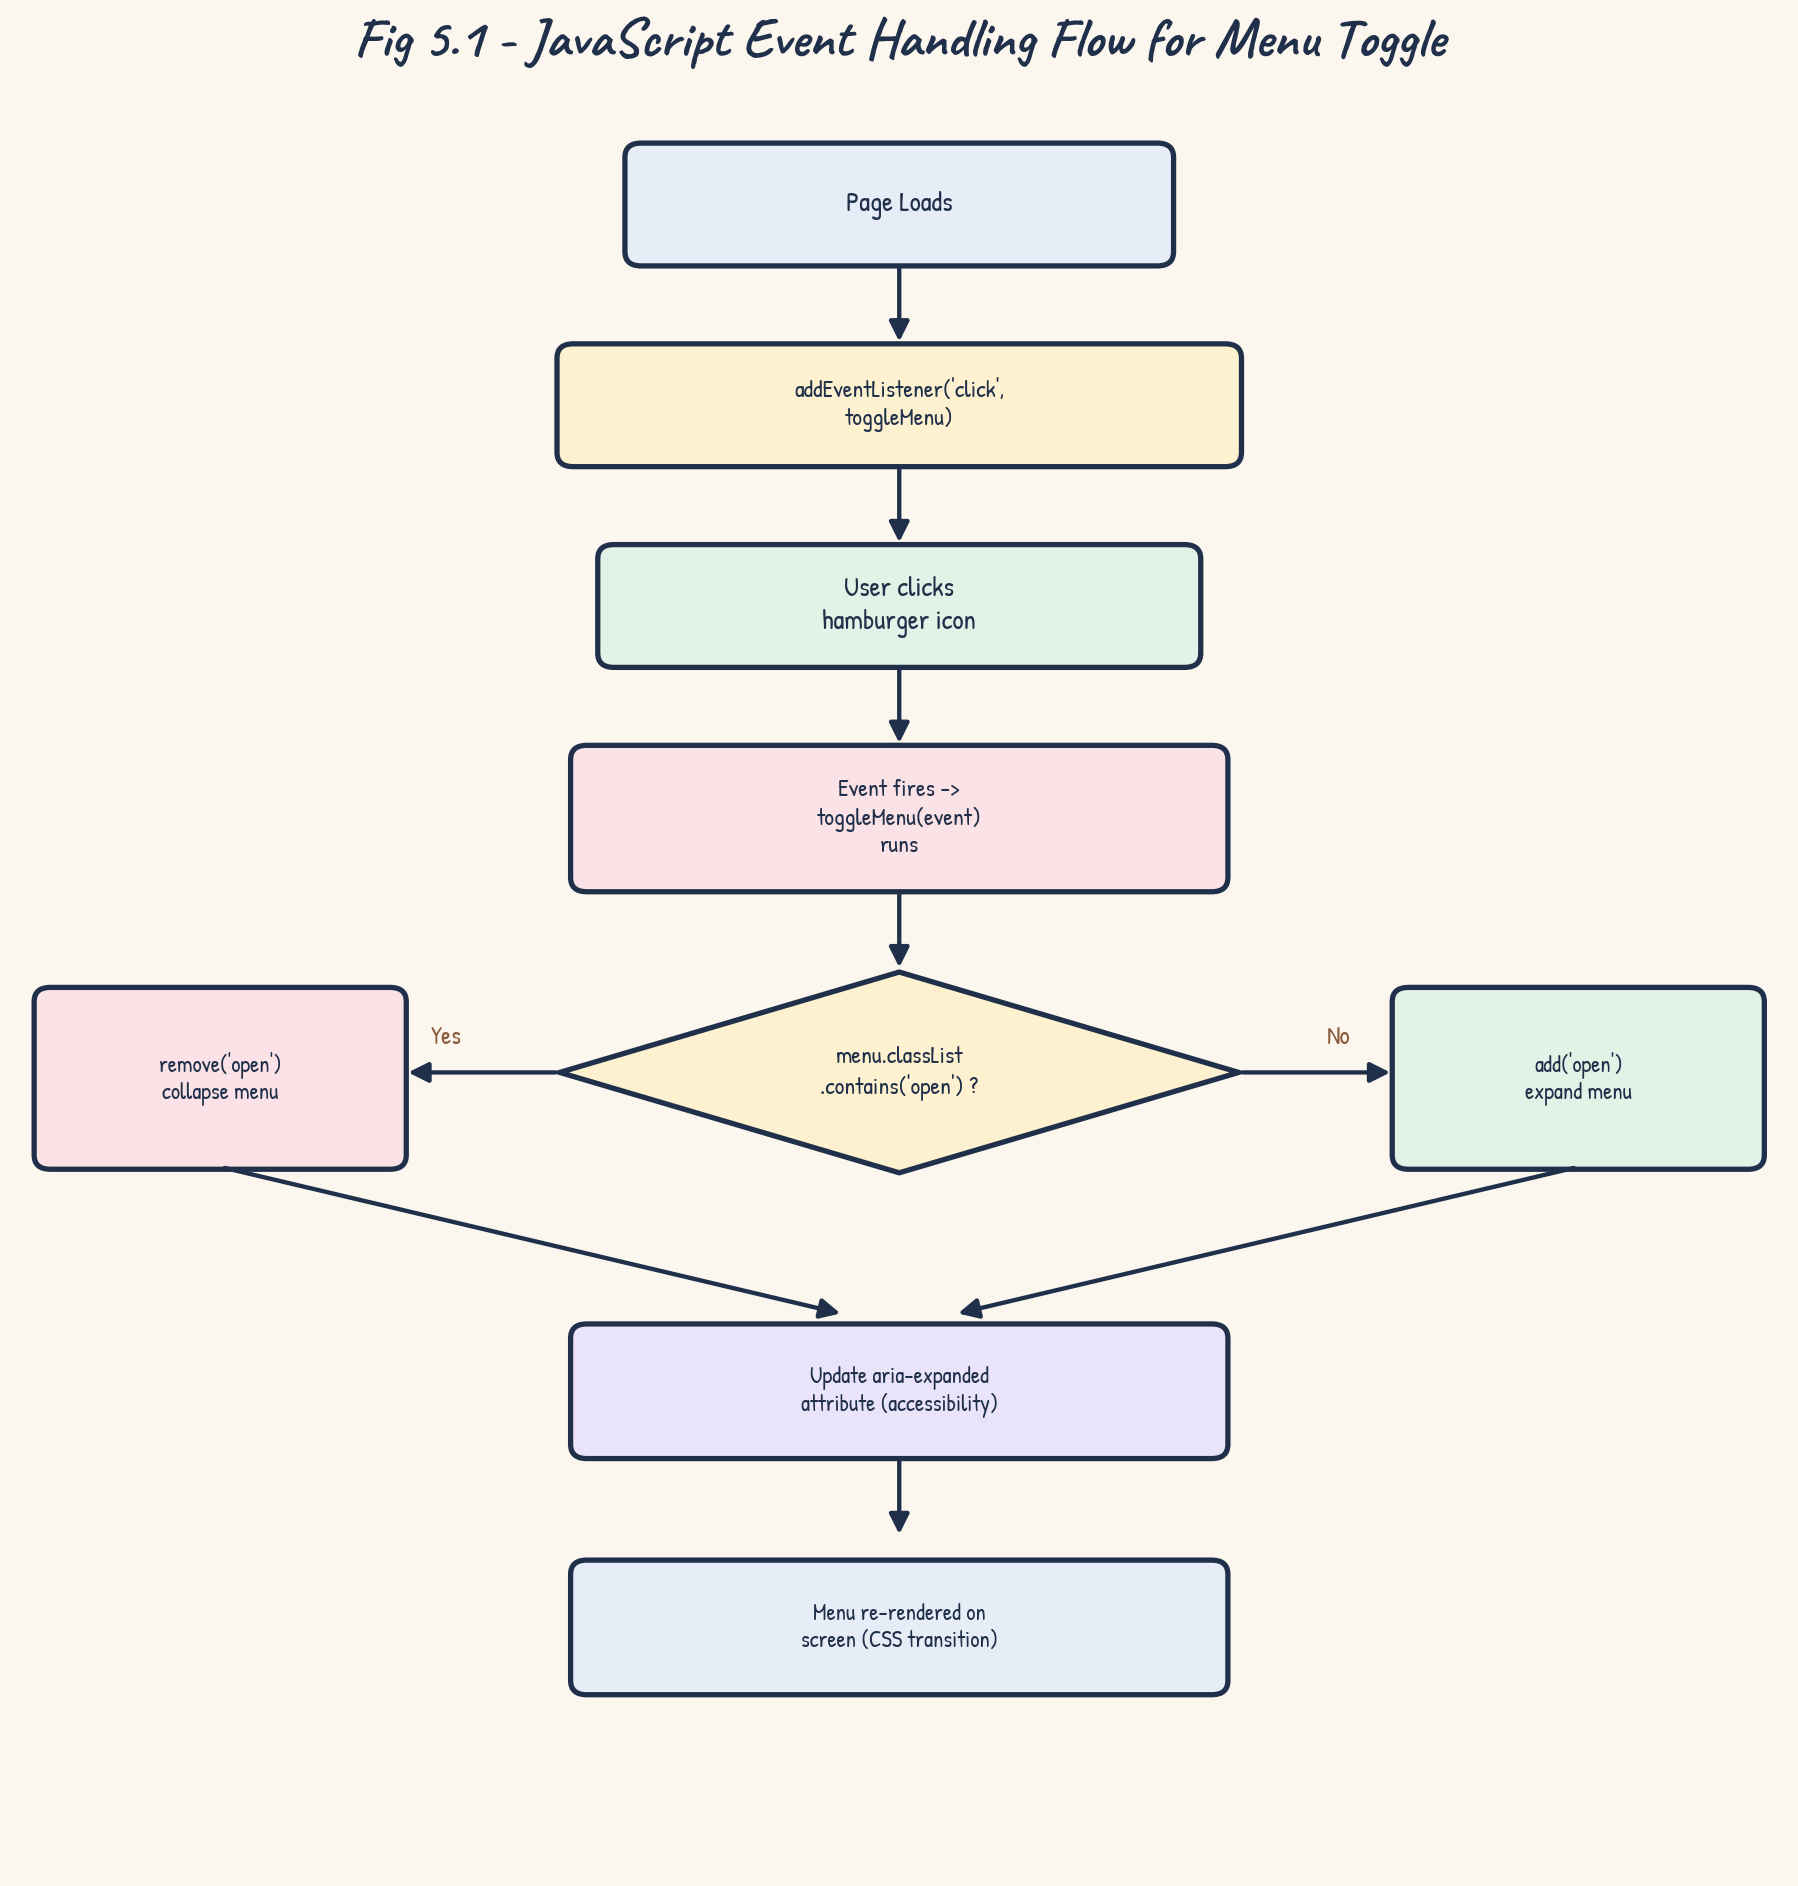 Fig 5.1 - JavaScript Event Handling Flow for Menu Toggle
Page Loads
addEventListener('click',
toggleMenu)
User clicks
hamburger icon
Event fires ->
toggleMenu(event)
runs
menu.classList
.contains('open') ?
Yes
remove('open')
collapse menu
No
add('open')
expand menu
Update aria-expanded
attribute (accessibility)
Menu re-rendered on
screen (CSS transition)